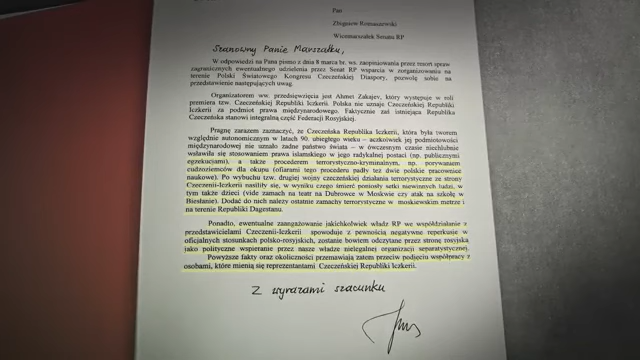 Pan
Zbigniew Romaszewski
Wicemarszałek Senatu RP
Szanowny Panie Marszałku,
W odpowiedzi na Pana pismo z dnia 8 marca br. ws. zaopiniowania przez resort spraw
zagranicznych ewentualnego udzielenia przez Senat RP wsparcia w zorganizowaniu na
terenie Polski Światowego Kongresu Czeczeńskiej Diaspory, pozwolę sobie na
przedstawienie następujących uwag.
Organizatorem ww. przedsięwzięcia jest Ahmei Zakajev, który występuje w roli
premiera tzw. Czeczeńskiej Republiki Iczkerii. Polska nie uznaje Czeczeńskiej Republiki
Iczkerii za podmiot prawa międzynarodowego. Faktycznie zaś istniejąca Republika
Czeczeńska stanowi integralną część Federacji Rosyjskiej.
Pragnę zarazem zaznaczyć, że Czeczeńska Republika Iczkerii, która była tworem
względnie autonomicznym w latach 90. ubiegłego wieku – aczkolwiek jej podmiotowości
międzynarodowej nie uznało żadne państwo świata – w ówczesnym czasie niechlubnie
wsławiła się stosowaniem prawa islamskiego w jego radykalnej postaci (np. publicznymi
egzekucjami), a także procederem terrorystyczno-kryminalnym, np. porywaniem
cudzoziemców dla okupu (ofiarami tego procederu padły też dwie polskie pracownice
naukowe). Po wybuchu tzw. drugiej wojny czeczeńskiej działania terrorystyczne ze strony
Czeczenii-Iczkerii nasiliły się, w wyniku czego śmierć poniosły setki niewinnych ludzi, w
tym także dzieci (vide zamach na teatr na Dubrowce w Moskwie czy atak na szkołę w
Biesłanie). Dodać do nich należy ostatnie zamachy terrorystyczne w moskiewskim metrze i
na terenie Republiki Dagestanu.
Ponadto, ewentualne zaangażowanie jakichkolwiek władz RP we współdziałanie z
przedstawicielami Czeczenii-Iczkerii spowoduje z pewnością negatywne reperkusje w
oficjalnych stosunkach polsko-rosyjskich, zostanie bowiem odczytane przez stronę rosyjską
jako polityczne wspieranie przez nasze władze nielegalnej organizacji separatystycznej.
Powyższe fakty oraz okoliczności przemawiają zatem przeciw podjęciu współpracy z
osobami, które mienią się reprezentantami Czeczeńskiej Republiki Iczkerii.
Z wyrazami szacunku